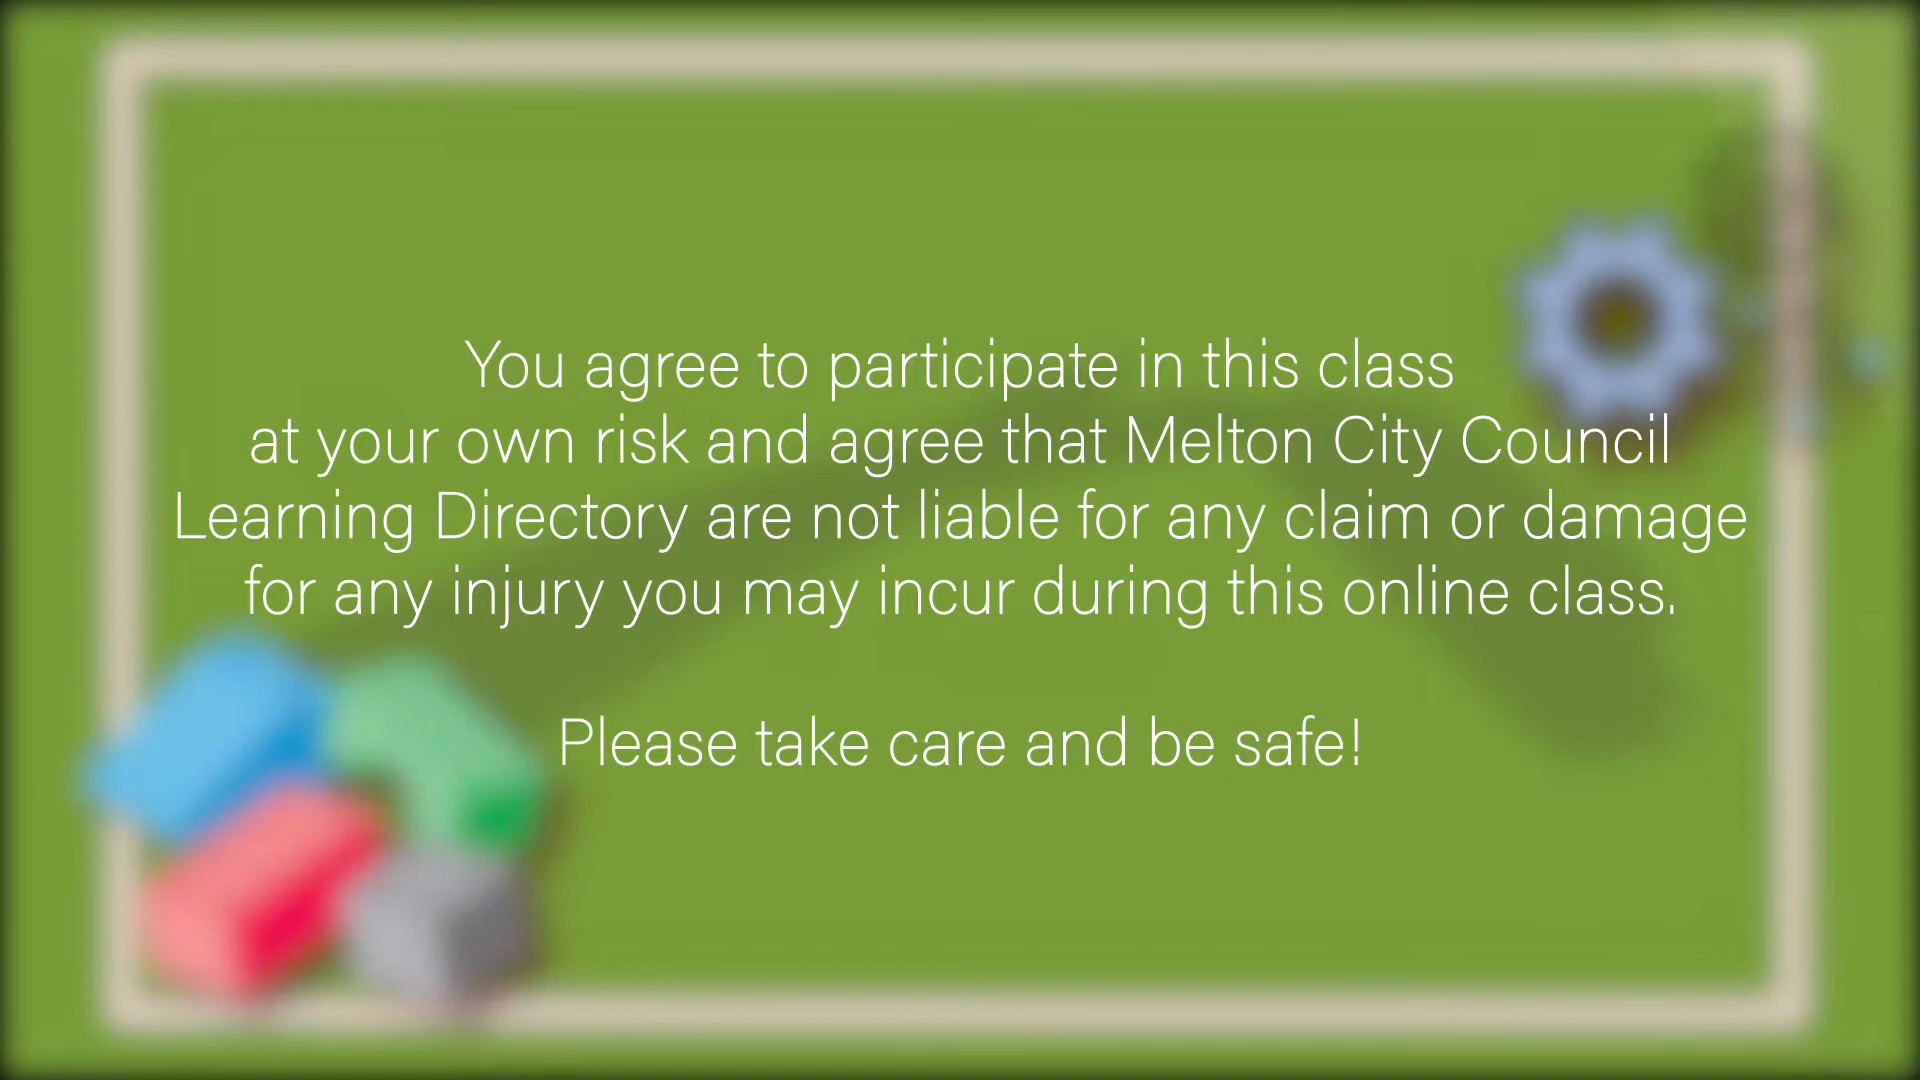 You agree to participate in this class
at your own risk and agree that Melton City Council
Learning Directory are not liable for any claim or damage
for any injury you may incur during this online class.
Please take care and be safe!